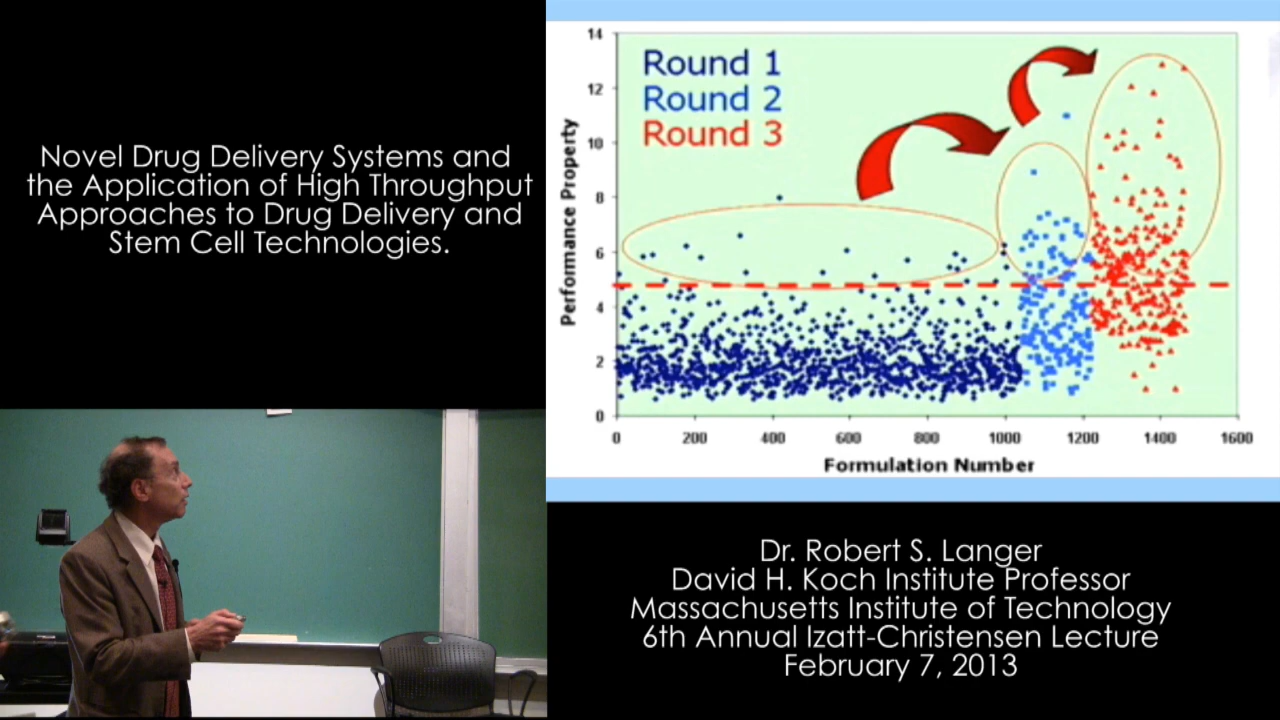 Novel Drug Delivery Systems and
the Application of High Throughput
Approaches to Drug Delivery and
Stem Cell Technologies.
Round 1
Round 2
Round 3
Performance Property
14
12
10
8
6
4
2
0
0 200 400 600 800 1000 1200 1400 1600
Formulation Number
Dr. Robert S. Langer
David H. Koch Institute Professor
Massachusetts Institute of Technology
6th Annual Izatt-Christensen Lecture
February 7, 2013